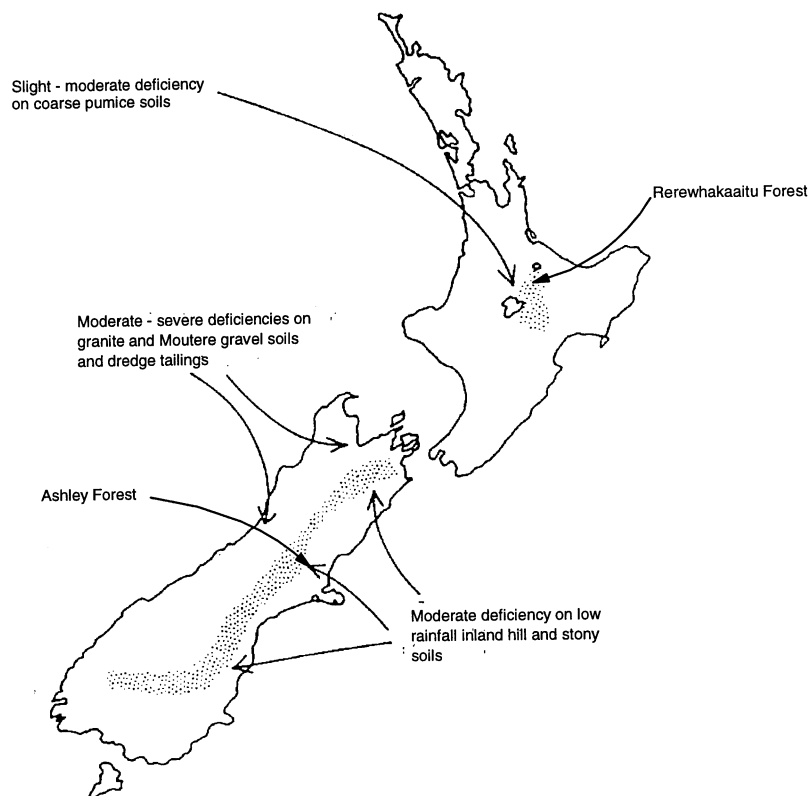 Slight - moderate deficiency
on coarse pumice soils
Rerewhakaaitu Forest
Moderate - severe deficiencies on
granite and Moutere gravel soils
and dredge tailings
Ashley Forest
Moderate deficiency on low
rainfall inland hill and stony
soils